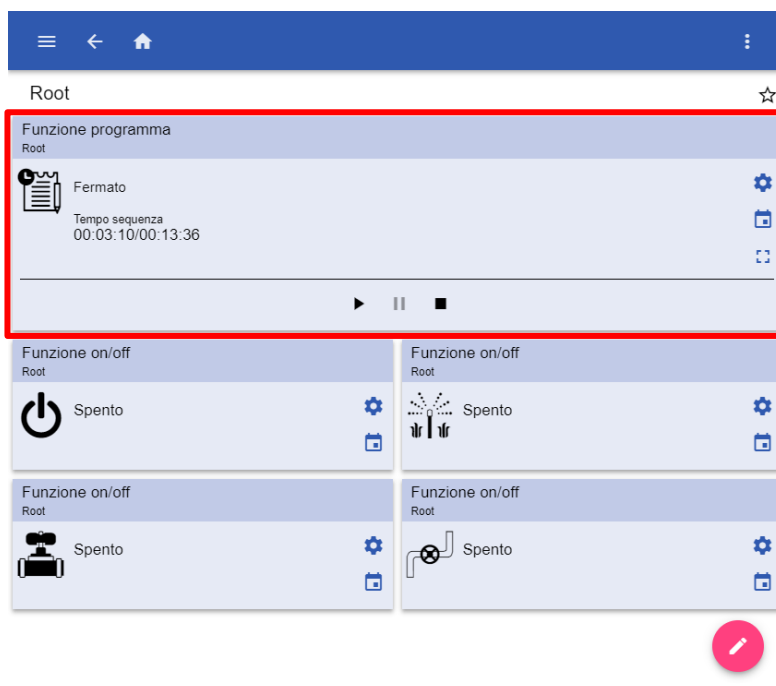 Root
Funzione programma
Root
Fermato
Tempo sequenza
00:03:10/00:13:36
Funzione on/off
Root
Spento
Funzione on/off
Root
Spento
Funzione on/off
Root
Spento
Funzione on/off
Root
Spento